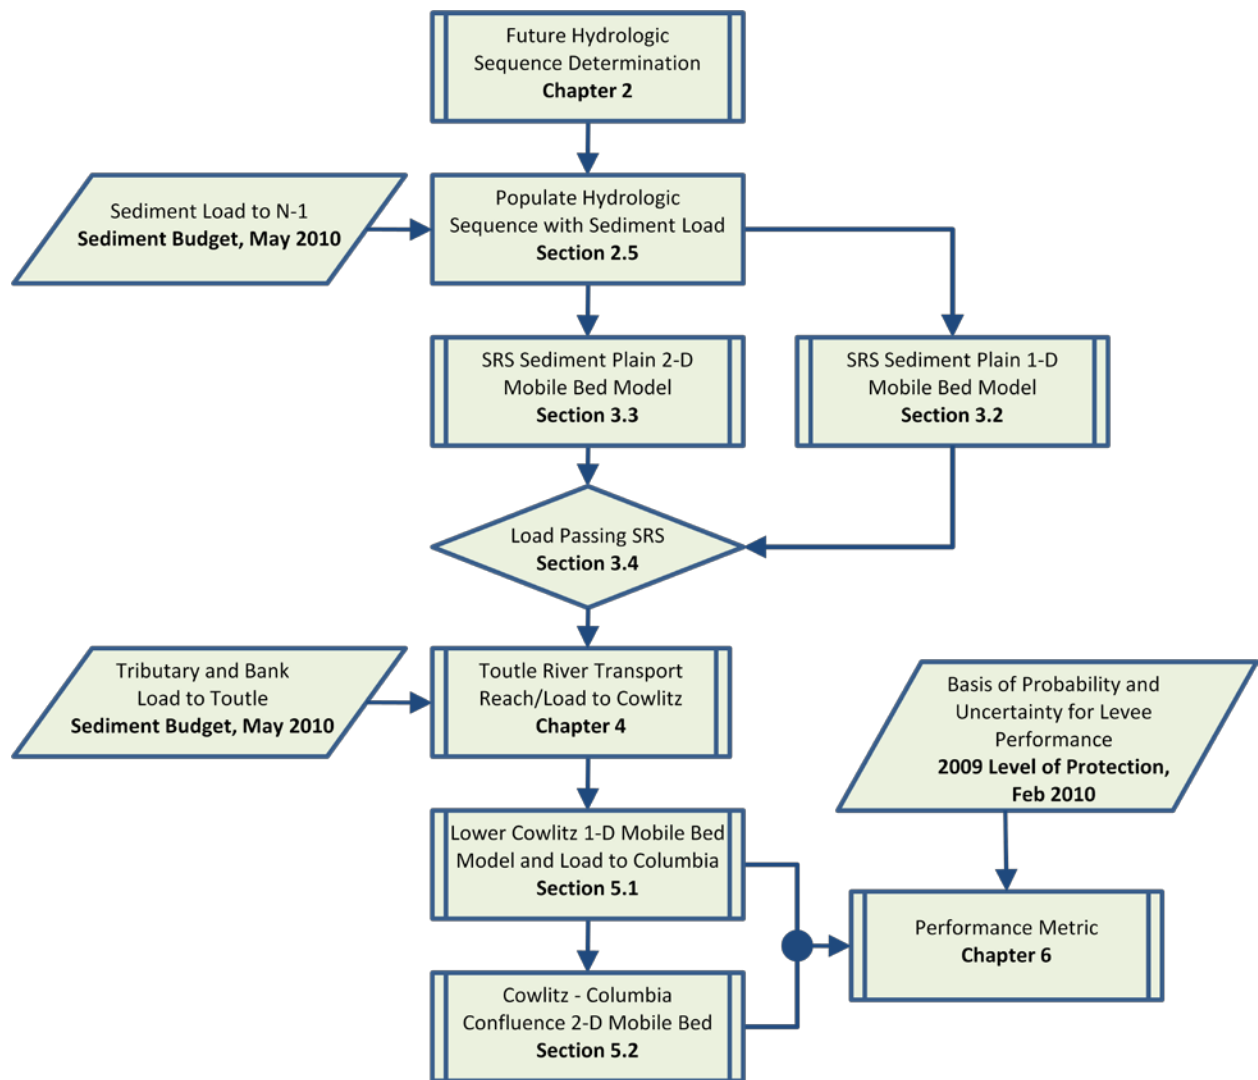 Future Hydrologic
Sequence Determination
Chapter 2
Sediment Load to N-1
Sediment Budget, May 2010
Populate Hydrologic
Sequence with Sediment Load
Section 2.5
SRS Sediment Plain 2-D
Mobile Bed Model
Section 3.3
SRS Sediment Plain 1-D
Mobile Bed Model
Section 3.2
Load Passing SRS
Section 3.4
Tributary and Bank
Load to Toutle
Sediment Budget, May 2010
Toutle River Transport
Reach/Load to Cowlitz
Chapter 4
Basis of Probability and
Uncertainty for Levee
Performance
2009 Level of Protection,
Feb 2010
Lower Cowlitz 1-D Mobile Bed
Model and Load to Columbia
Section 5.1
Performance Metric
Chapter 6
Cowlitz - Columbia
Confluence 2-D Mobile Bed
Section 5.2